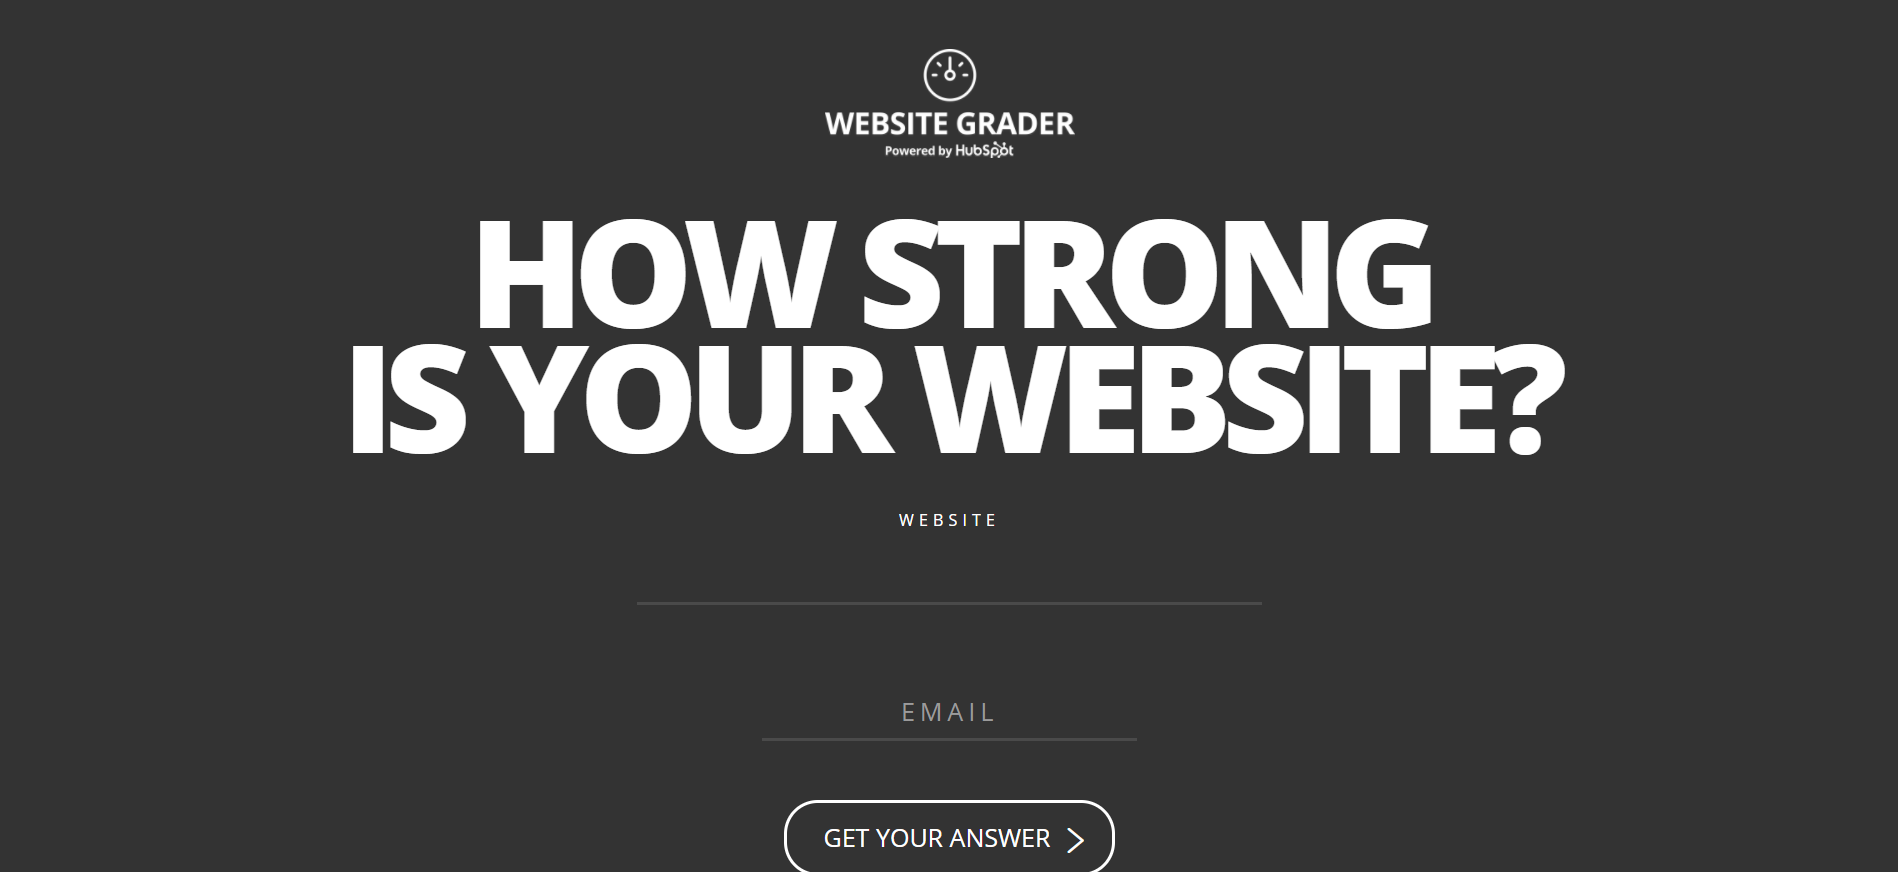 WEBSITE GRADER
Powered by HubSpot
HOW STRONG
IS YOUR WEBSITE?
WEBSITE
EMAIL
GET YOUR ANSWER